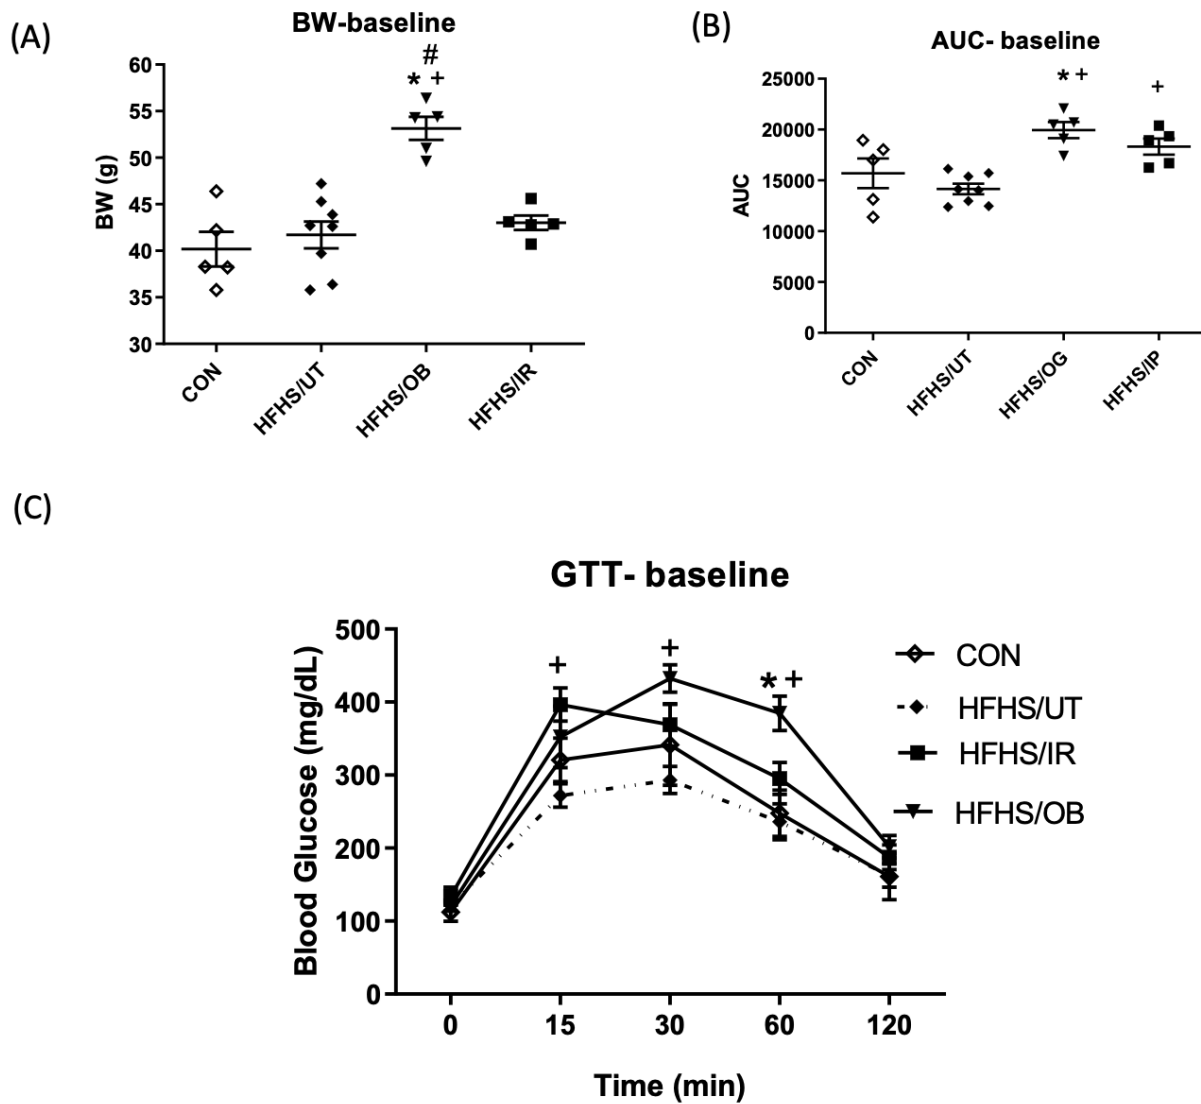 (A)
BW-baseline
#
* +
60
55
50
45
40
35
30
BW (g)
CON
HFHS/UT
HFHS/OB
HFHS/IR
(B)
AUC- baseline
* +
+
25000
20000
15000
10000
5000
0
AUC
CON
HFHS/UT
HFHS/OG
HFHS/IP
(C)
GTT- baseline
500
400
300
200
100
0
Blood Glucose (mg/dL)
+
+
* +
0 15 30 60 120
Time (min)
CON
HFHS/UT
HFHS/IR
HFHS/OB